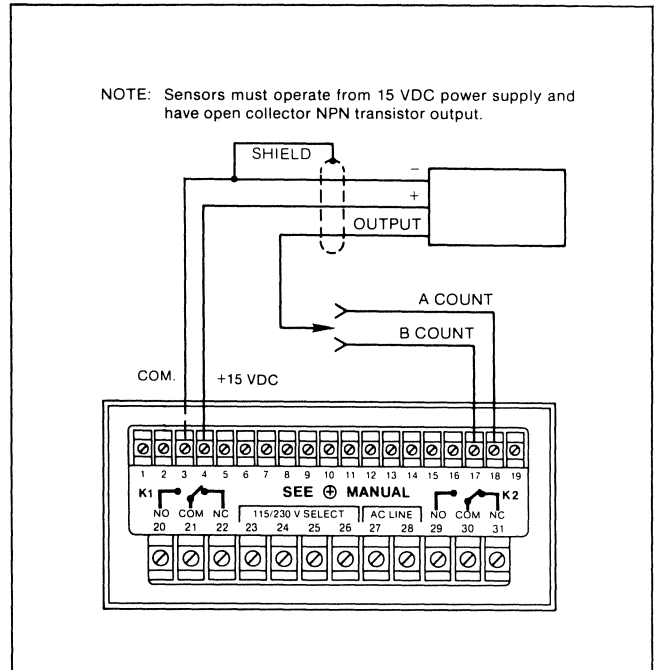 NOTE: Sensors must operate from 15 VDC power supply and
have open collector NPN transistor output.
SHIELD
−
+
OUTPUT
A COUNT
B COUNT
COM.
+15 VDC
1 2 3 4 5 6 7 8 9 10 11 12 13 14 15 16 17 18 19
K1 SEE MANUAL K2
NO COM NC 115/230 V SELECT AC LINE NO COM NC
20 21 22 23 24 25 26 27 28 29 30 31